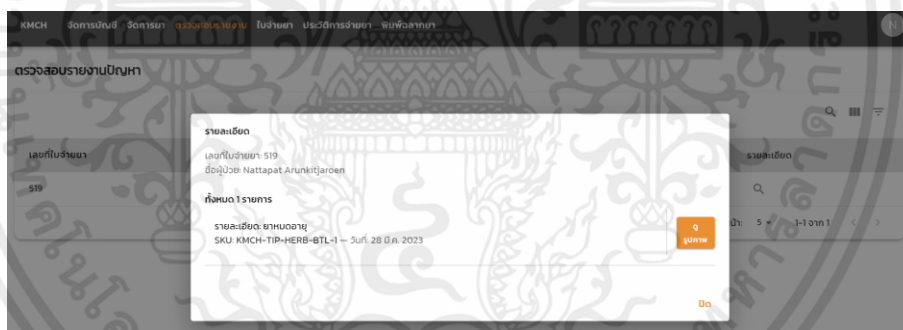 KMCH จัดการบัญชี จัดการยา ตรวจสอบรายงาน ใบจ่ายยา ประวัติการจ่ายยา พิมพ์ฉลากยา N
ตรวจสอบรายงานปัญหา
เลขที่ใบจ่ายยา รายละเอียด
519
รายละเอียด
เลขที่ใบจ่ายยา: 519
ชื่อผู้ป่วย: Nattapat Arunkitjaroen
ทั้งหมด 1 รายการ
รายละเอียด: ยาหมดอายุ
SKU: KMCH-TIP-HERB-BTL-1 — วันที่: 28 มี.ค. 2023
ดู
รูปภาพ
น้า: 5 1-1 จาก 1
ปิด